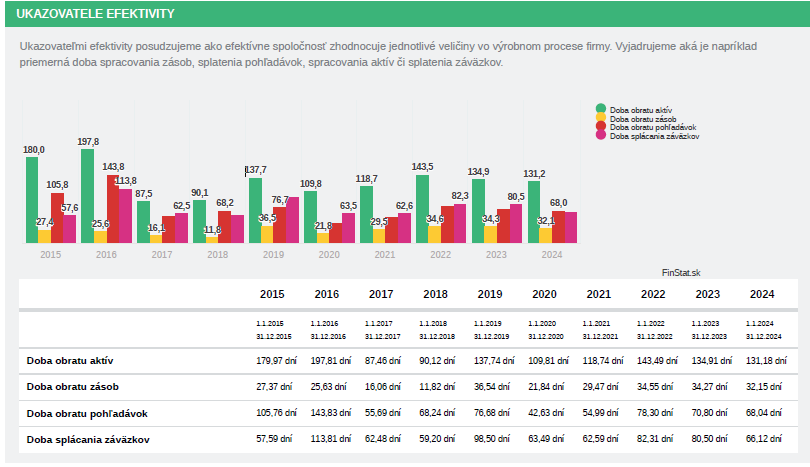 UKAZOVATELE EFEKTIVITY
Ukazovateľmi efektivity posudzujeme ako efektívne spoločnosť zhodnocuje jednotlivé veličiny vo výrobnom procese firmy. Vyjadrujeme aká je napríklad
priemerná doba spracovania zásob, splatenia pohľadávok, spracovania aktív či splatenia záväzkov.
Doba obratu aktív
Doba obratu zásob
Doba obratu pohľadávok
Doba splácania záväzkov
180,0 27,4 105,8 57,6
197,8 25,6 143,8 113,8
87,5 16,1 62,5
90,1 11,8 68,2
137,7 36,5 76,7
109,8 21,8 63,5
118,7 29,5 62,6
143,5 34,6 82,3
134,9 34,3 80,5
131,2 32,1 68,0
2015 2016 2017 2018 2019 2020 2021 2022 2023 2024
FinStat.sk
2015 2016 2017 2018 2019 2020 2021 2022 2023 2024
1.1.2015 1.1.2016 1.1.2017 1.1.2018 1.1.2019 1.1.2020 1.1.2021 1.1.2022 1.1.2023 1.1.2024
31.12.2015 31.12.2016 31.12.2017 31.12.2018 31.12.2019 31.12.2020 31.12.2021 31.12.2022 31.12.2023 31.12.2024
Doba obratu aktív 179,97 dní 197,81 dní 87,46 dní 90,12 dní 137,74 dní 109,81 dní 118,74 dní 143,49 dní 134,91 dní 131,18 dní
Doba obratu zásob 27,37 dní 25,63 dní 16,06 dní 11,82 dní 36,54 dní 21,84 dní 29,47 dní 34,55 dní 34,27 dní 32,15 dní
Doba obratu pohľadávok 105,76 dní 143,83 dní 55,69 dní 68,24 dní 76,68 dní 42,63 dní 54,99 dní 78,30 dní 70,80 dní 68,04 dní
Doba splácania záväzkov 57,59 dní 113,81 dní 62,48 dní 59,20 dní 98,50 dní 63,49 dní 62,59 dní 82,31 dní 80,50 dní 66,12 dní